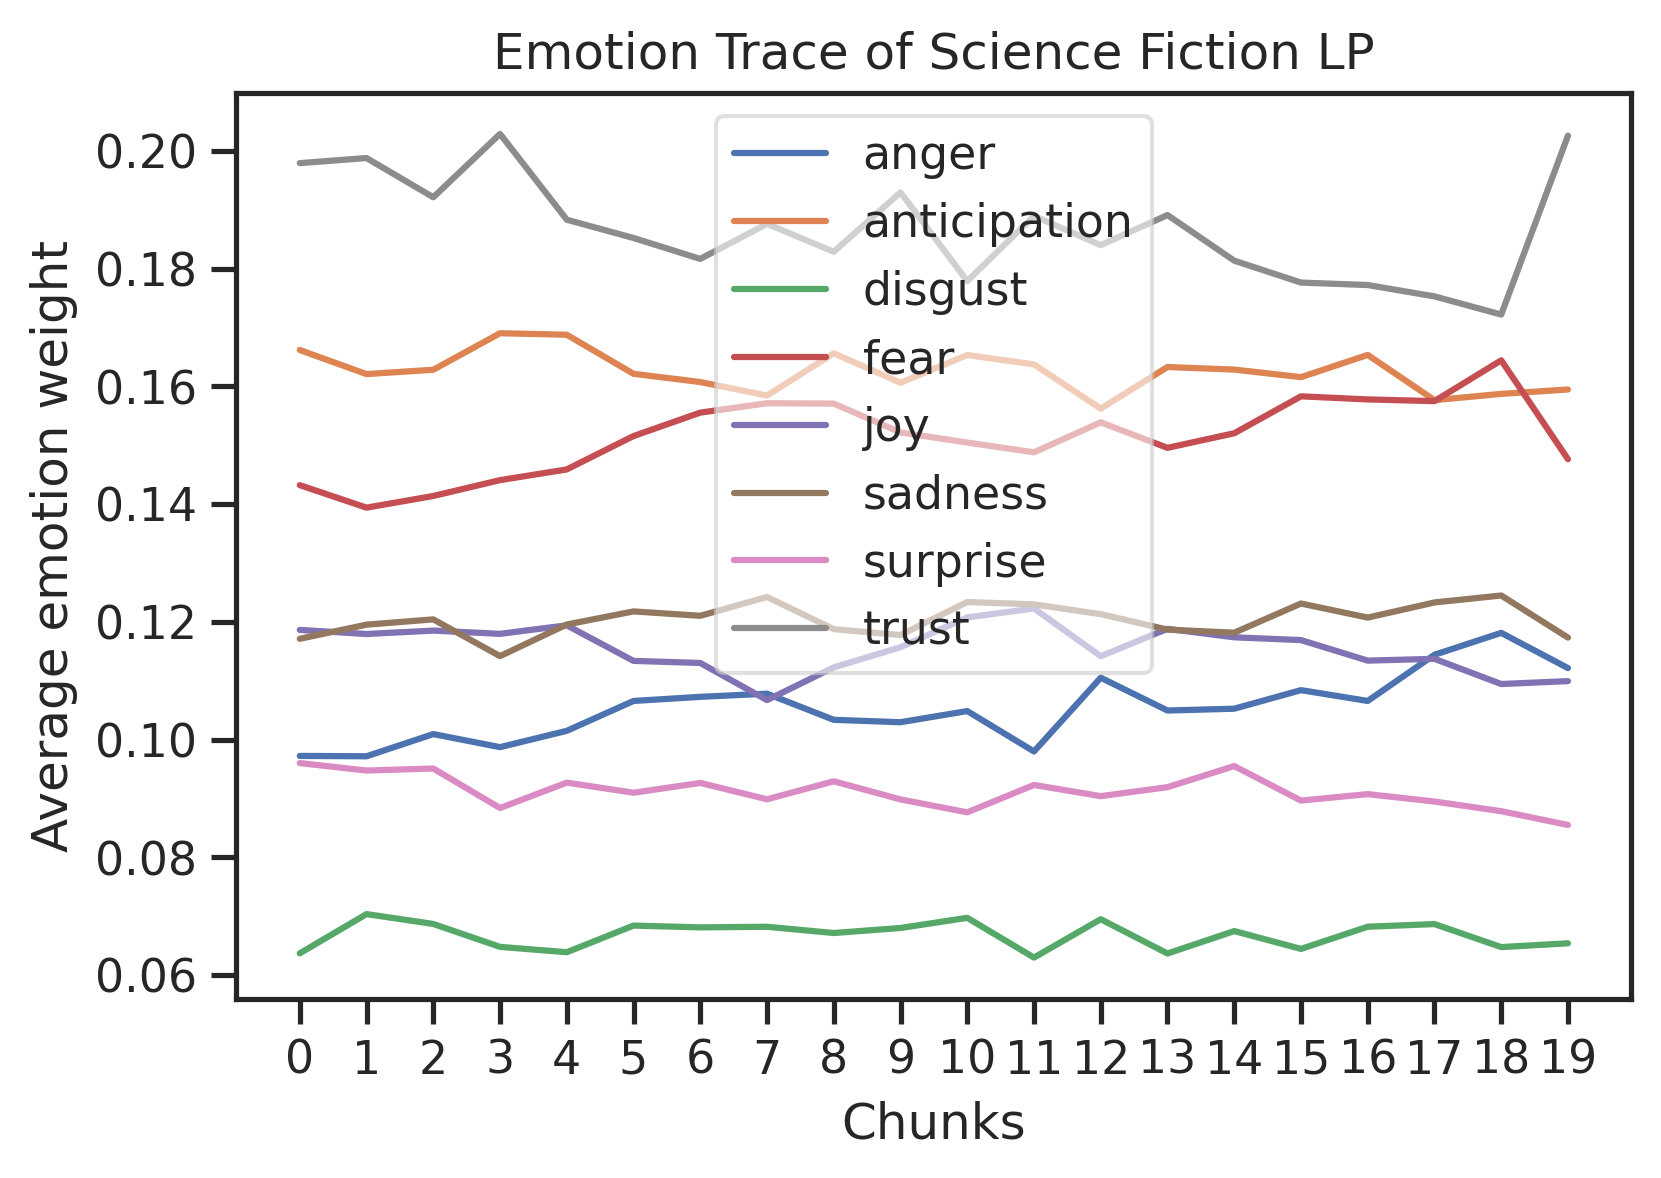 Emotion Trace of Science Fiction LP
Average emotion weight
0.20
0.18
0.16
0.14
0.12
0.10
0.08
0.06
anger
anticipation
disgust
fear
joy
sadness
surprise
trust
0 1 2 3 4 5 6 7 8 9 10 11 12 13 14 15 16 17 18 19
Chunks